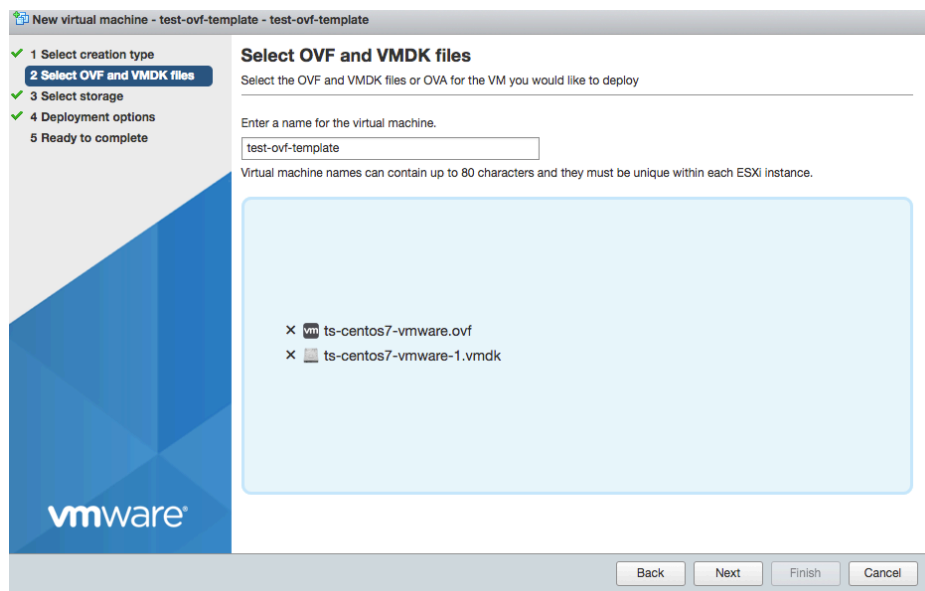 New virtual machine - test-ovf-template - test-ovf-template
1 Select creation type
2 Select OVF and VMDK files
3 Select storage
4 Deployment options
5 Ready to complete
Select OVF and VMDK files
Select the OVF and VMDK files or OVA for the VM you would like to deploy
Enter a name for the virtual machine.
test-ovf-template
Virtual machine names can contain up to 80 characters and they must be unique within each ESXi instance.
vm ts-centos7-vmware.ovf
ts-centos7-vmware-1.vmdk
vmware®
Back Next Finish Cancel